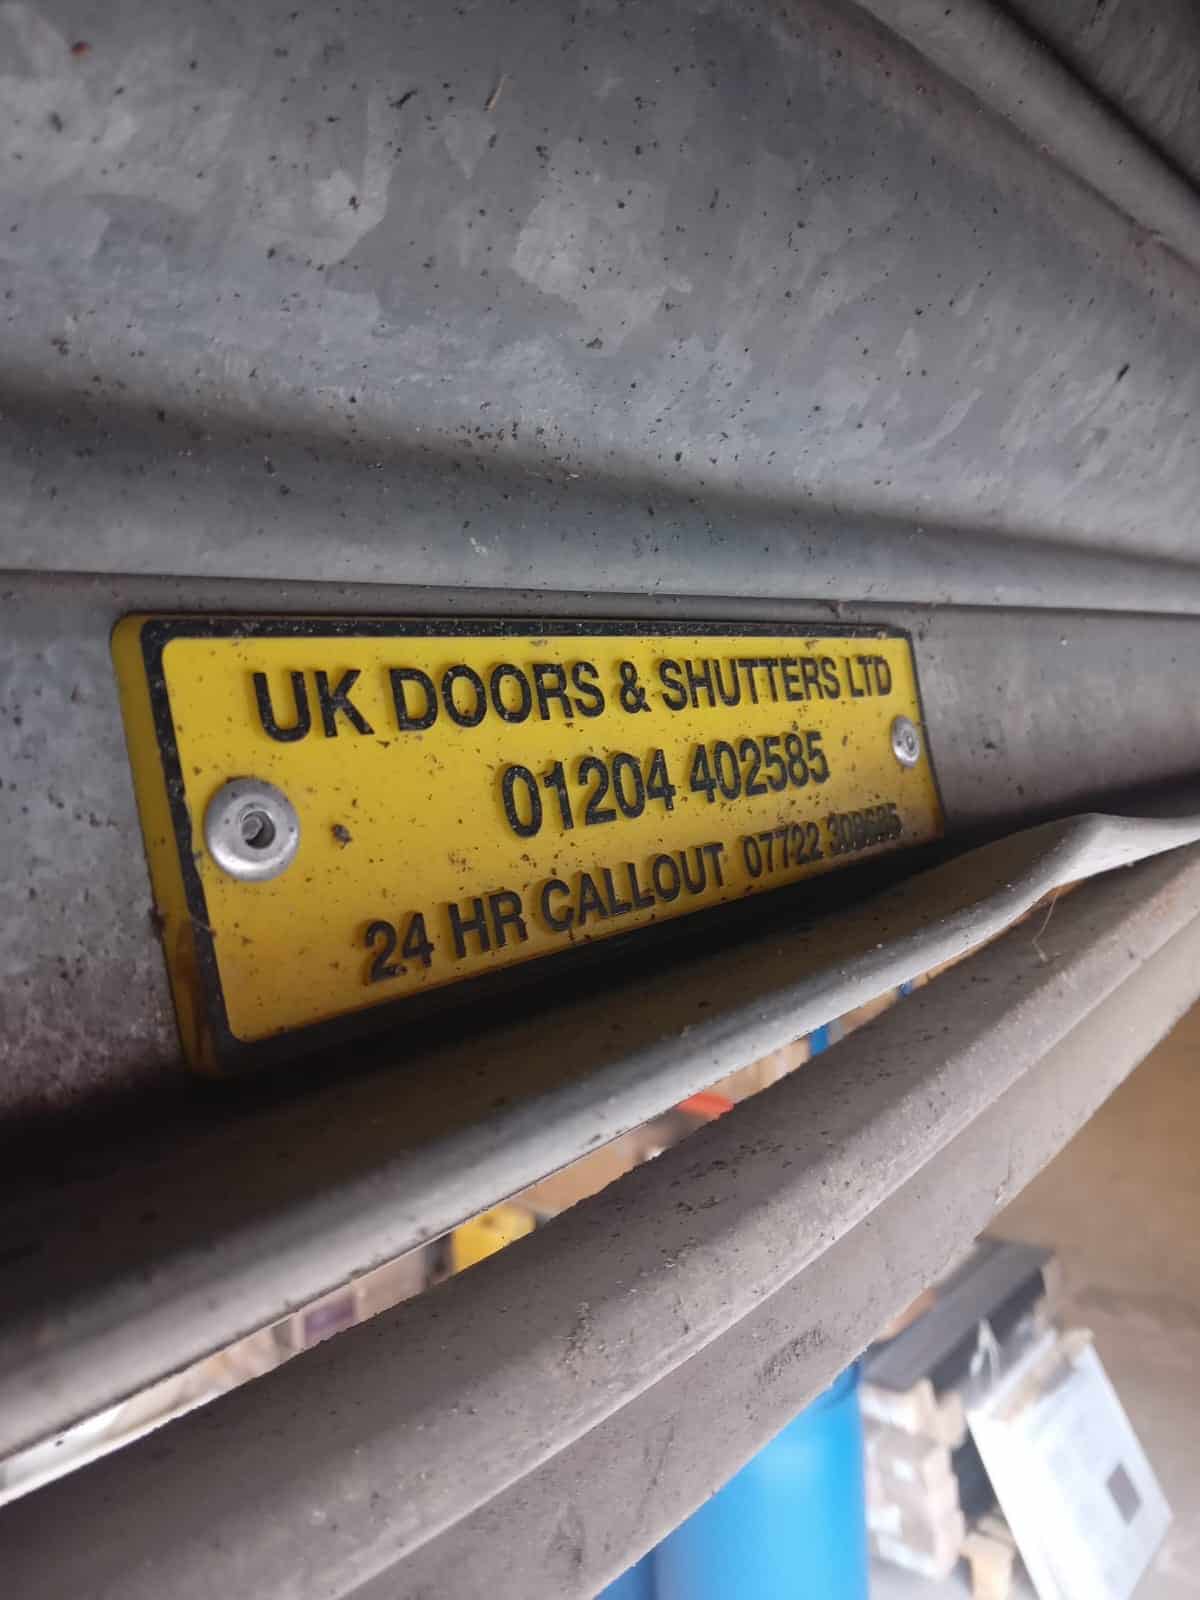 UK DOORS & SHUTTERS LTD
01204 402585
24 HR CALLOUT 07722